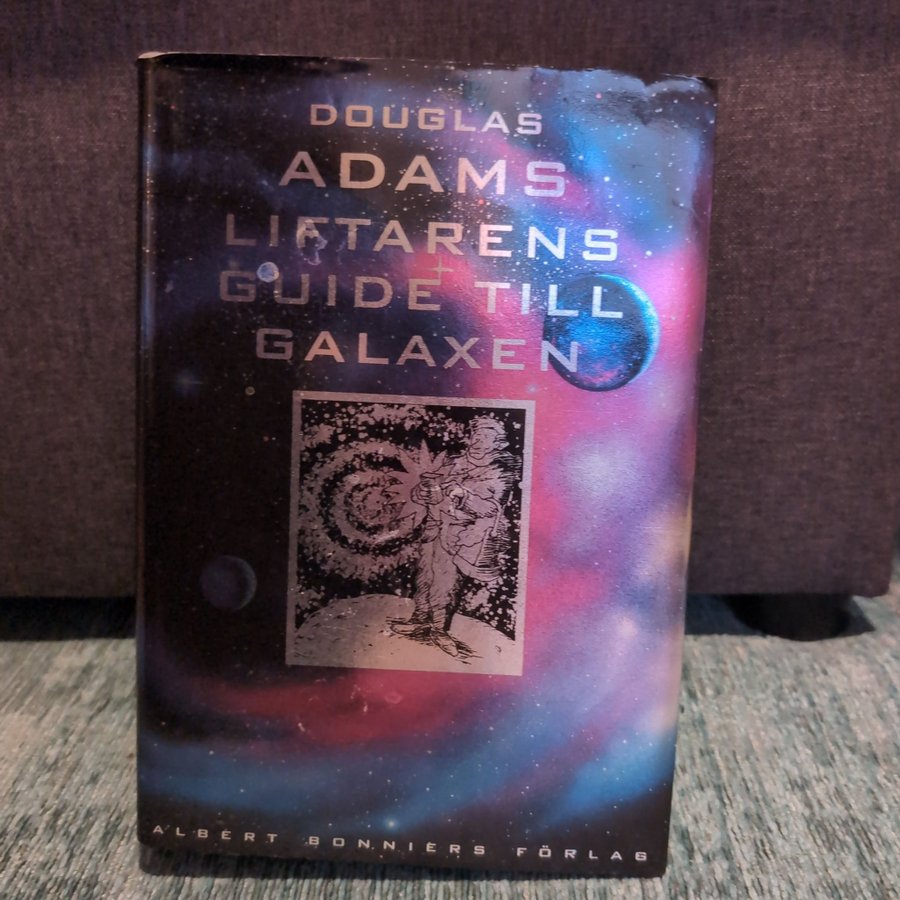 DOUGLAS
ADAMS
LIFTARENS
GUIDE TILL
GALAXEN
ALBERT BONNIERS FÖRLAG